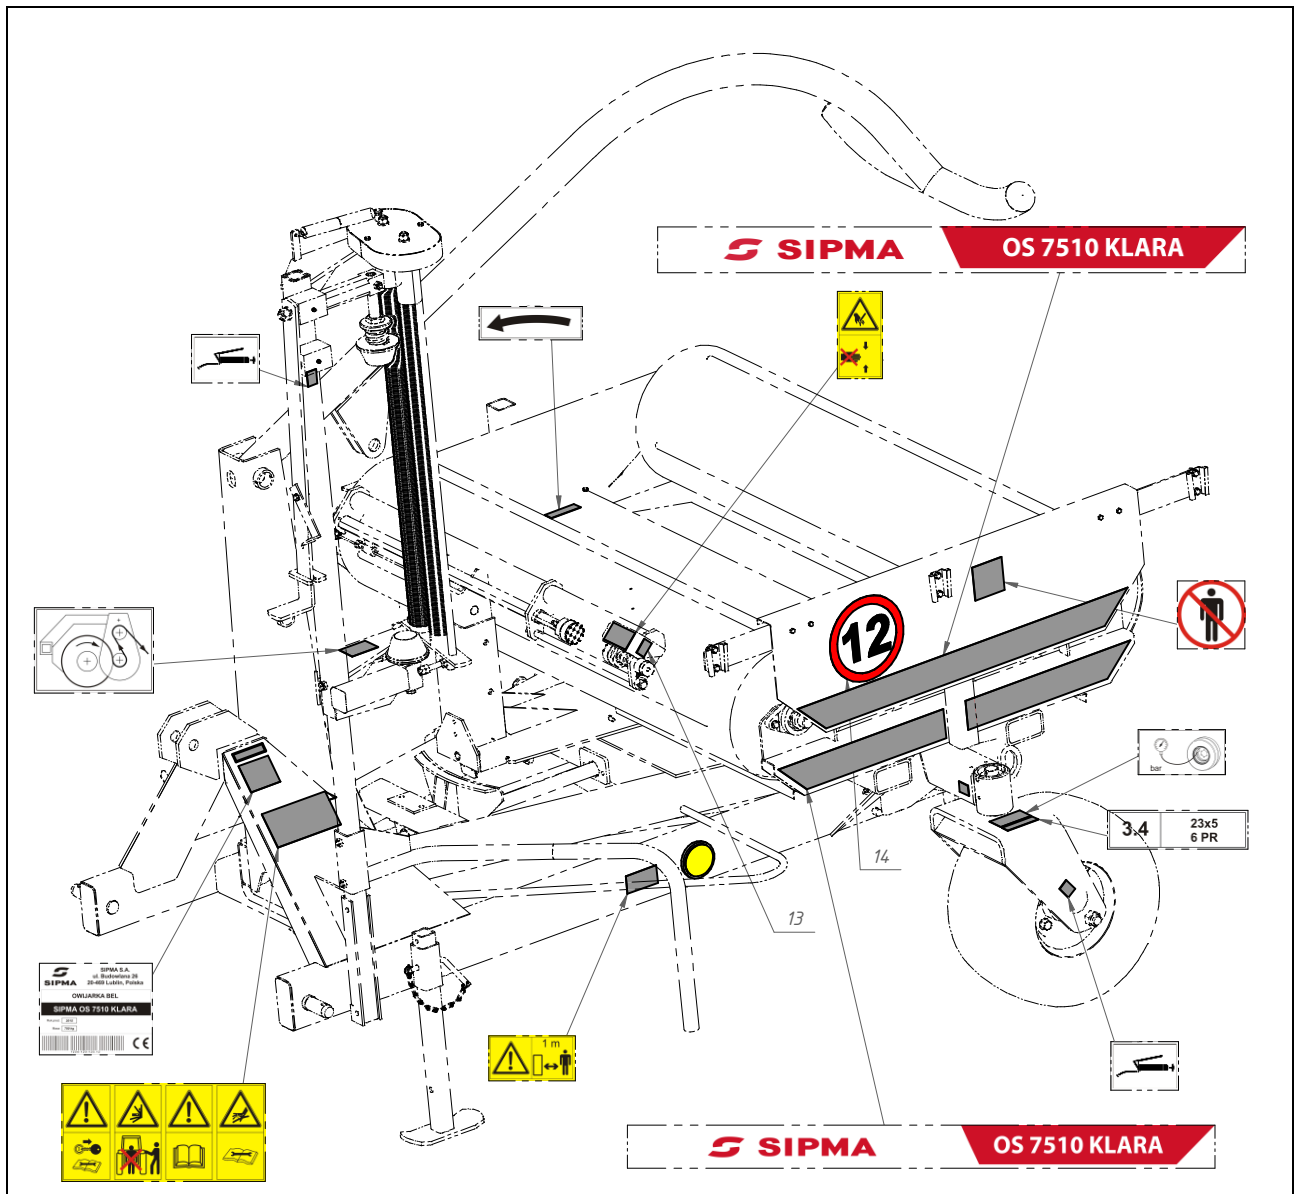 SIPMA OS 7510 KLARA
12
bar
3.4 23x5
6 PR
14
13
SIPMA
SIPMA S.A.
ul. Budowlana 26
20-469 Lublin, Polska
OWIJARKA BEL
SIPMA OS 7510 KLARA
CE
1 m
SIPMA OS 7510 KLARA